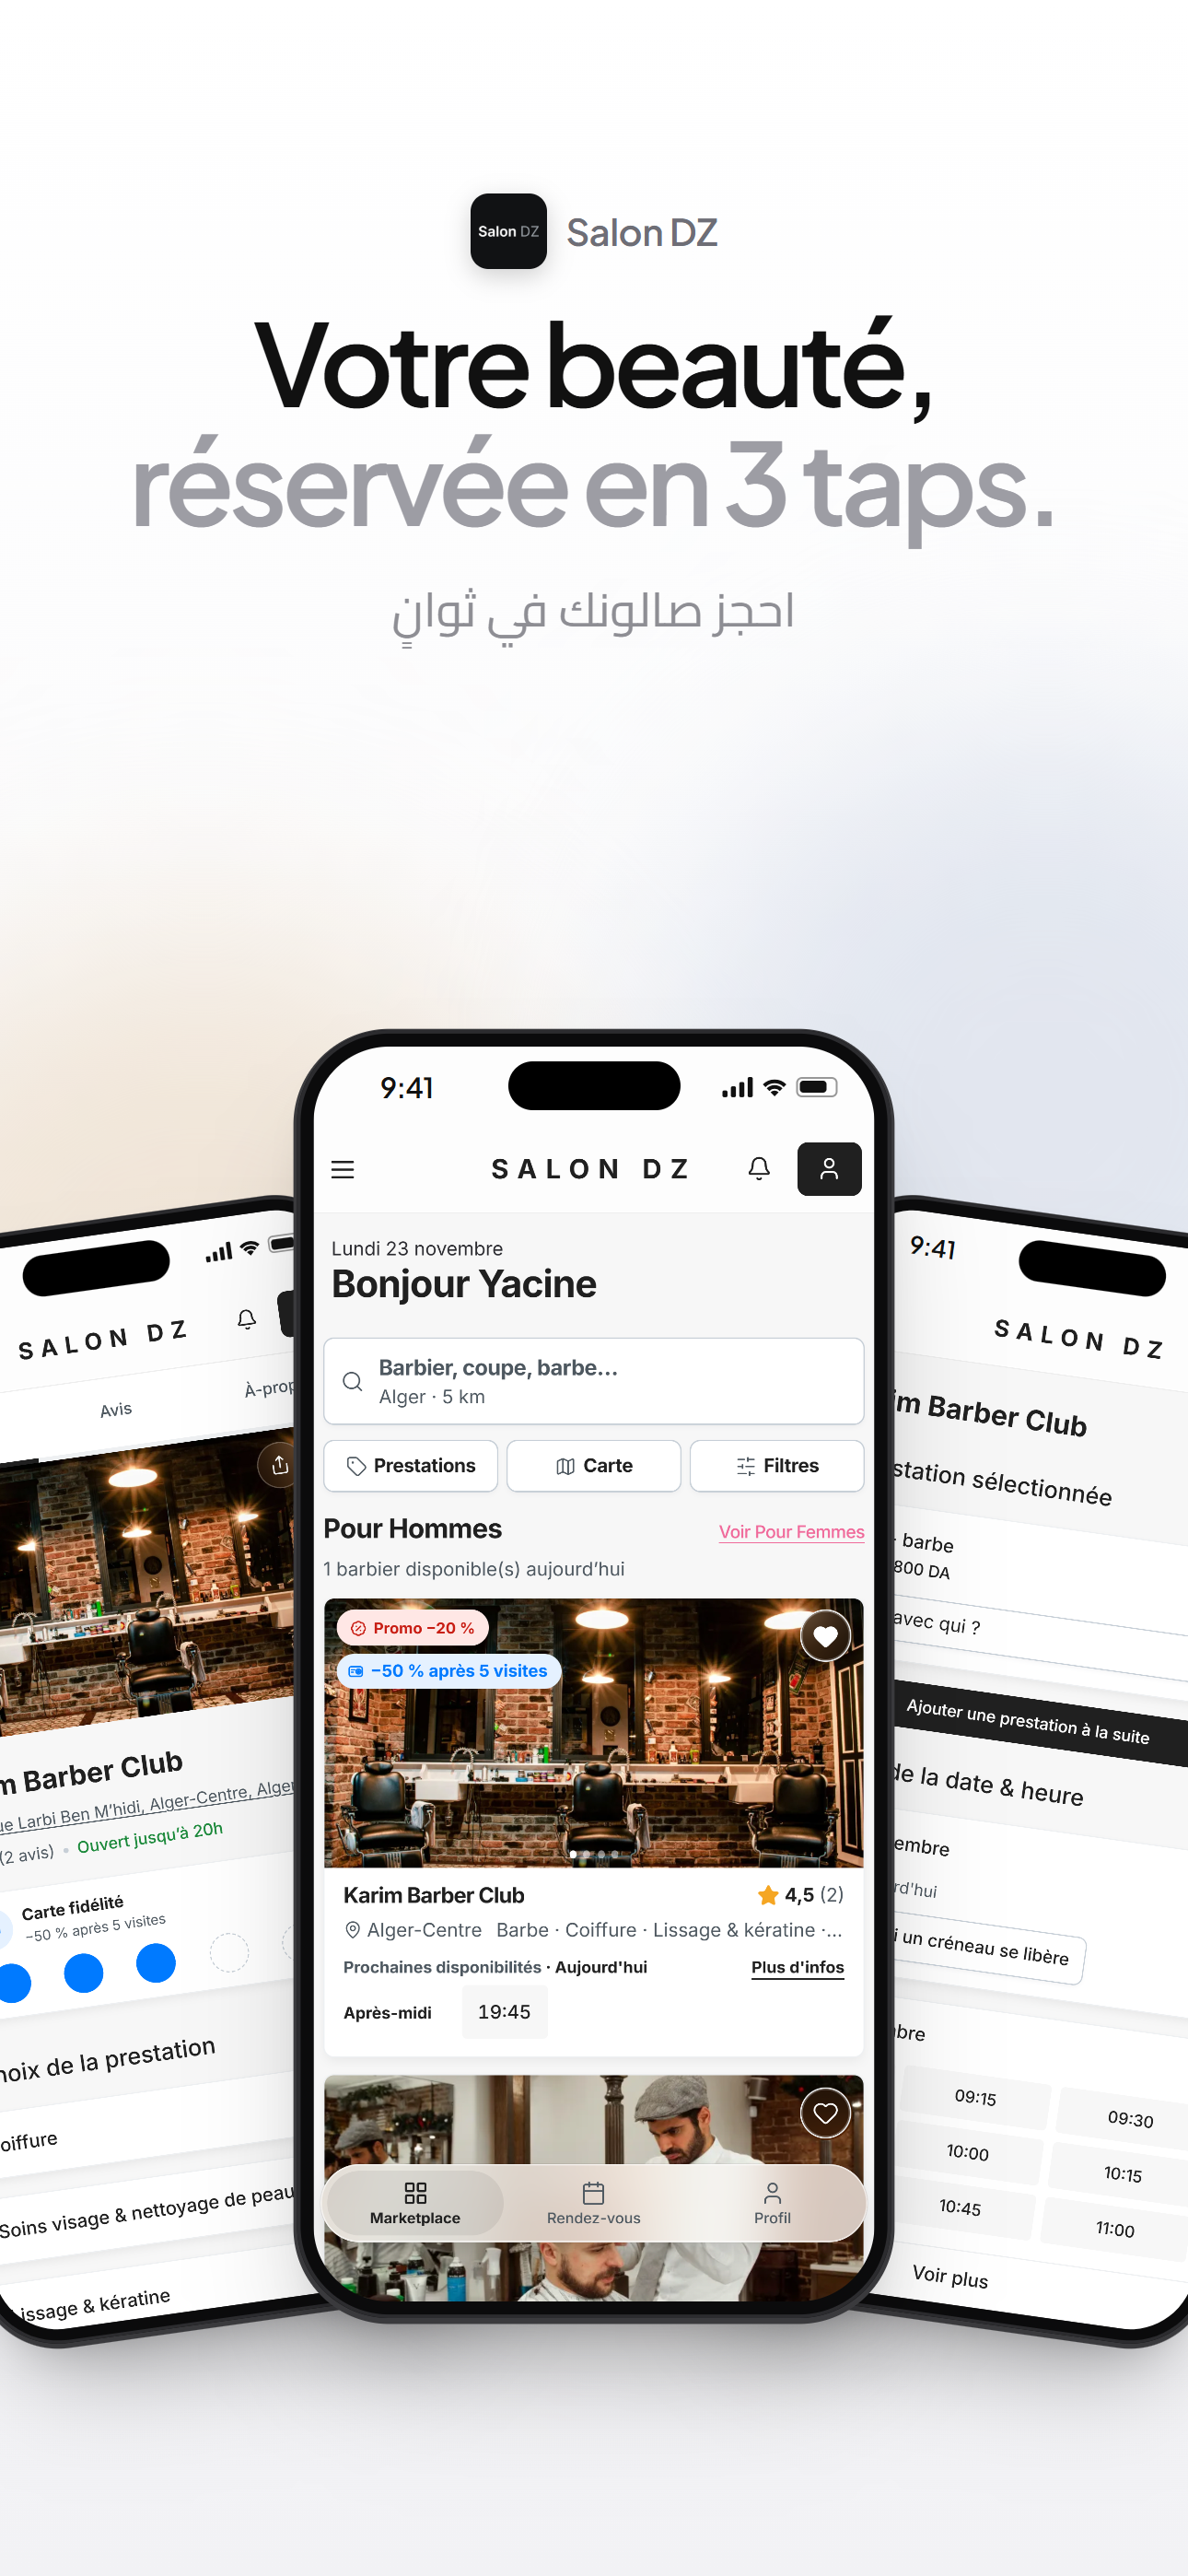 Salon DZ
Salon DZ
Votre beauté,
réservée en 3 taps.
احجز صالونك في ثوانٍ
9:41
SALON DZ
Lundi 23 novembre
Bonjour Yacine
Barbier, coupe, barbe...
Alger · 5 km
Prestations
Carte
Filtres
Pour Hommes
Voir Pour Femmes
1 barbier disponible(s) aujourd'hui
Promo −20 %
−50 % après 5 visites
Karim Barber Club
4,5 (2)
Alger-Centre Barbe · Coiffure · Lissage & kératine ·...
Prochaines disponibilités · Aujourd'hui
Plus d'infos
Après-midi
19:45
Marketplace
Rendez-vous
Profil
SALON DZ
Avis
À-prop
m Barber Club
ue Larbi Ben M'hidi, Alger-Centre, Alger
(2 avis) • Ouvert jusqu'à 20h
Carte fidélité
−50 % après 5 visites
hoix de la prestation
oiffure
Soins visage & nettoyage de peau
issage & kératine
9:41
SALON DZ
im Barber Club
station sélectionnée
· barbe
800 DA
avec qui ?
Ajouter une prestation à la suite
de la date & heure
embre
rd'hui
i un créneau se libère
mbre
09:15
09:30
10:00
10:15
10:45
11:00
Voir plus